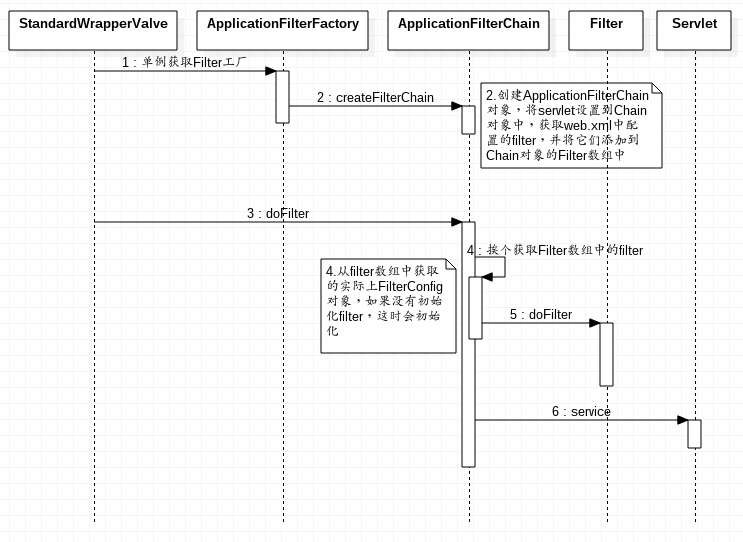 StandardWrapperValve
ApplicationFilterFactory
ApplicationFilterChain
Filter
Servlet
1 : 单例获取Filter工厂
2 : createFilterChain
2.创建ApplicationFilterChain
对象，将servlet设置到Chain
对象中，获取web.xml中配
置的filter，并将它们添加到
Chain对象的Filter数组中
3 : doFilter
4 : 挨个获取Filter数组中的filter
4.从filter数组中获取
的实际上FilterConfig
对象，如果没有初始
化filter，这时会初始
化
5 : doFilter
6 : service